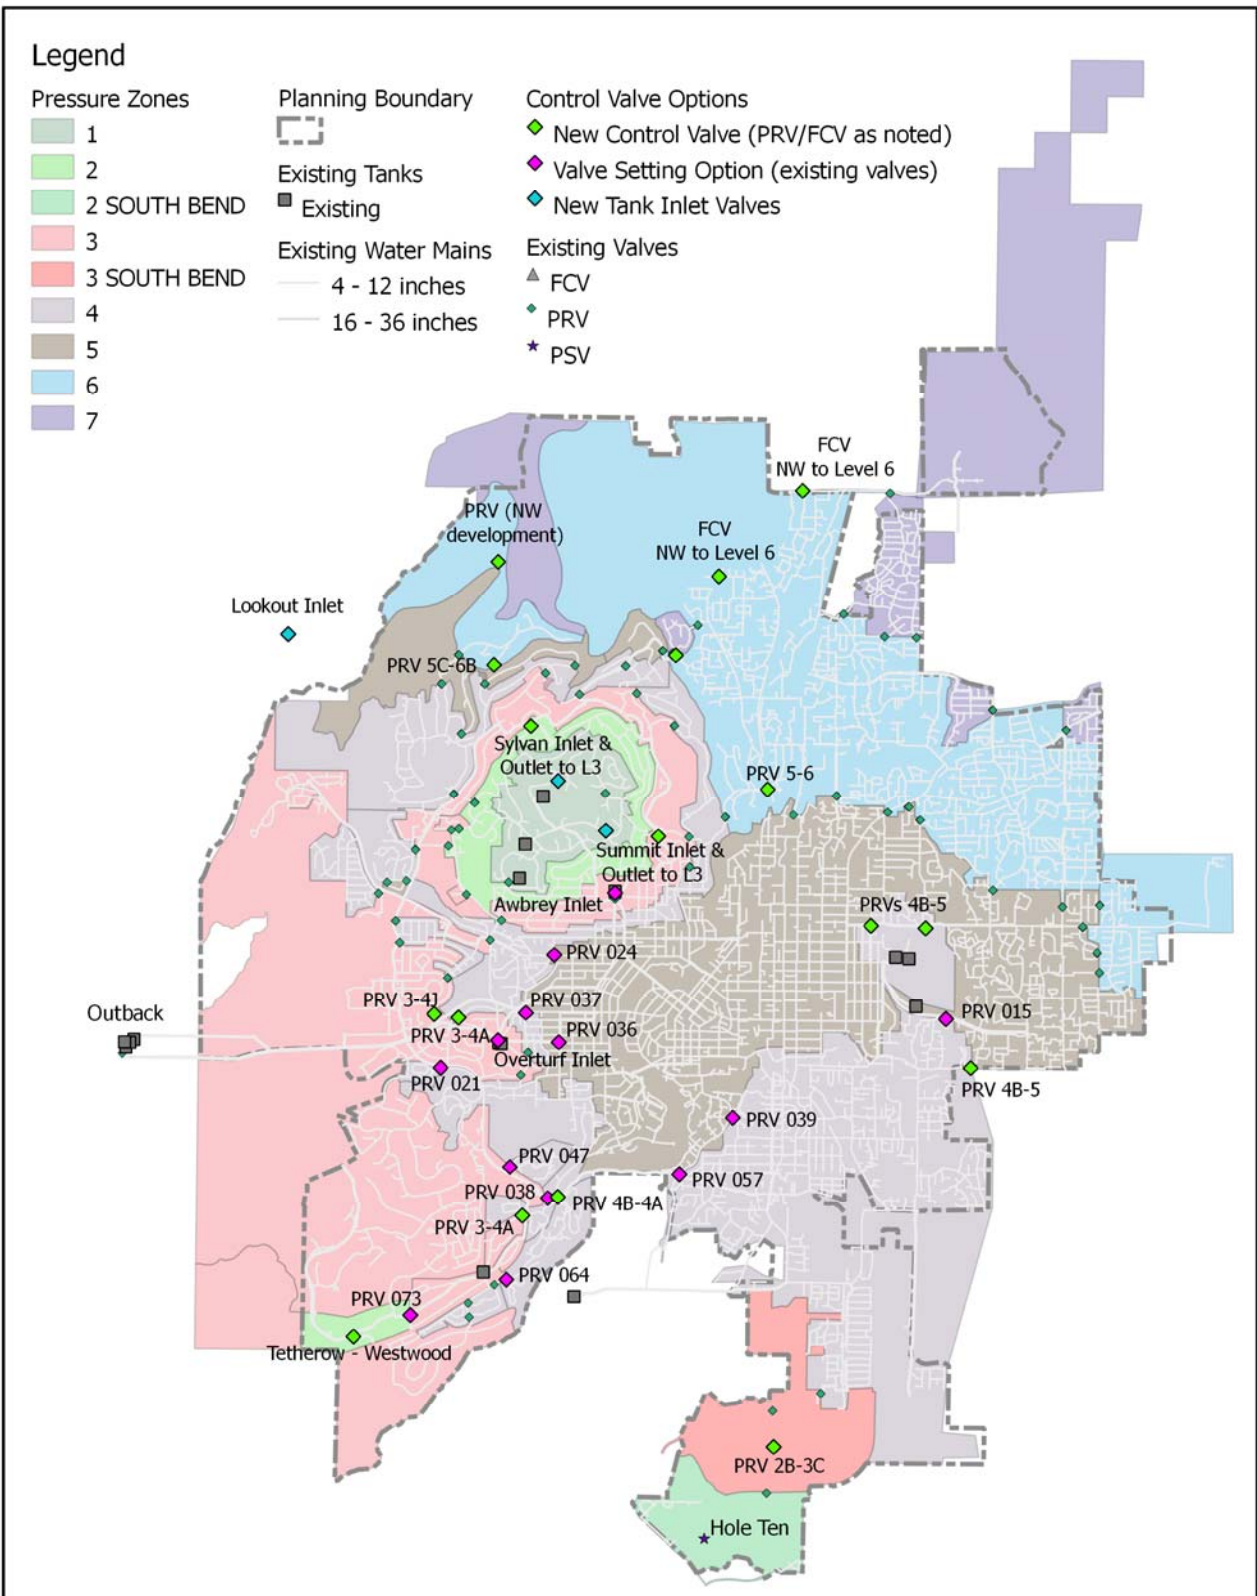 Legend
Pressure Zones
1
2
2 SOUTH BEND
3
3 SOUTH BEND
4
5
6
7
Planning Boundary
Existing Tanks
Existing
Existing Water Mains
4 - 12 inches
16 - 36 inches
Control Valve Options
New Control Valve (PRV/FCV as noted)
Valve Setting Option (existing valves)
New Tank Inlet Valves
Existing Valves
FCV
PRV
PSV
FCV
NW to Level 6
PRV (NW
development)
FCV
NW to Level 6
Lookout Inlet
PRV 5C-6B
Sylvan Inlet &
Outlet to L3
PRV 5-6
Summit Inlet &
Outlet to L3
Awbrey Inlet
PRVs 4B-5
PRV 024
PRV 3-4J
PRV 037
PRV 015
Outback
PRV 3-4A
PRV 036
Overturf Inlet
PRV 021
PRV 4B-5
PRV 039
PRV 047
PRV 057
PRV 038
PRV 4B-4A
PRV 3-4A
PRV 064
PRV 073
Tetherow - Westwood
PRV 2B-3C
Hole Ten